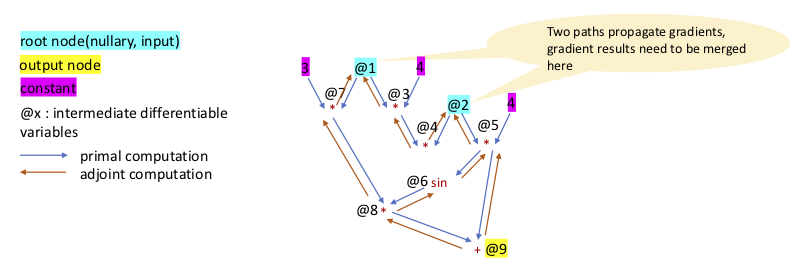 root node(nullary, input)
output node
constant
@x : intermediate differentiable
variables
primal computation
adjoint computation
Two paths propagate gradients,
gradient results need to be merged
here
3
@1
4
@7
*
@3
*
@2
4
@4
*
@5
*
@6 sin
@8 *
+ @9